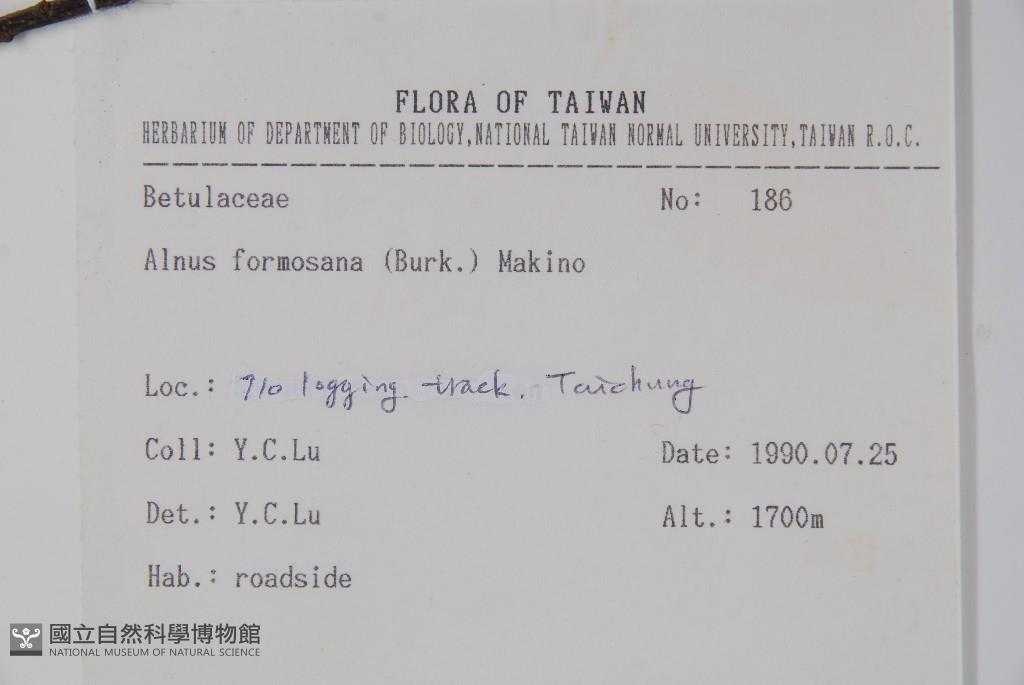 FLORA OF TAIWAN
HERBARIUM OF DEPARTMENT OF BIOLOGY,NATIONAL TAIWAN NORMAL UNIVERSITY,TAIWAN R.O.C.
Betulaceae No: 186
Alnus formosana (Burk.) Makino
Loc.: 710 logging track. Taichung
Coll: Y.C.Lu Date: 1990.07.25
Det.: Y.C.Lu Alt.: 1700m
Hab.: roadside
國立自然科學博物館
NATIONAL MUSEUM OF NATURAL SCIENCE